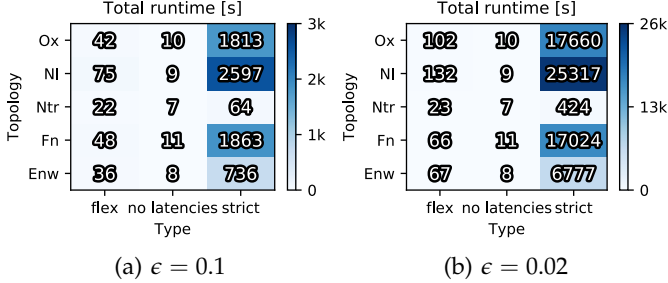 Total runtime [s]
Topology
Ox 42 10 1813
Nl 75 9 2597
Ntr 22 7 64
Fn 48 11 1863
Enw 36 8 736
flex no latencies strict
Type
3k
2k
1k
0
(a) ϵ = 0.1
Total runtime [s]
Topology
Ox 102 10 17660
Nl 132 9 25317
Ntr 23 7 424
Fn 66 11 17024
Enw 67 8 6777
flex no latencies strict
Type
26k
13k
0
(b) ϵ = 0.02